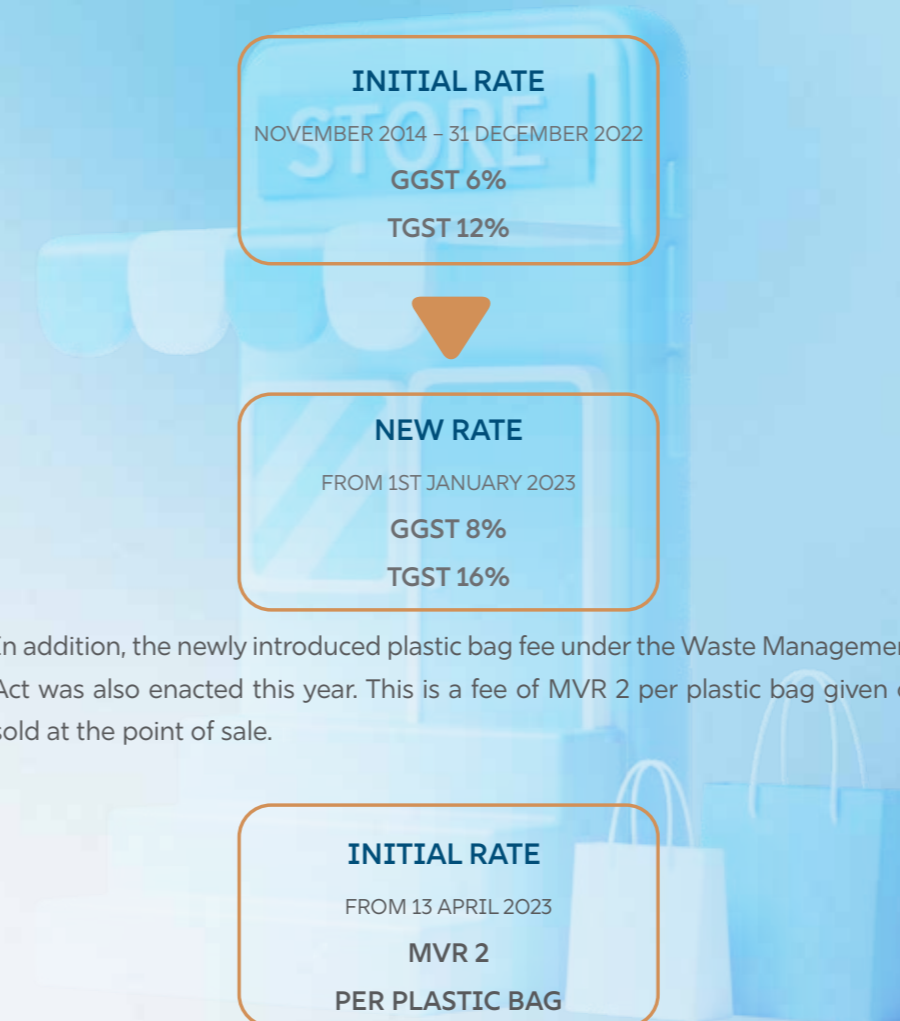 INITIAL RATE
STORE
NOVEMBER 2014 – 31 DECEMBER 2022
GGST 6%
TGST 12%
NEW RATE
FROM 1ST JANUARY 2023
GGST 8%
TGST 16%
In addition, the newly introduced plastic bag fee under the Waste Managemen
Act was also enacted this year. This is a fee of MVR 2 per plastic bag given
sold at the point of sale.
INITIAL RATE
FROM 13 APRIL 2023
MVR 2
PER PLASTIC BAG